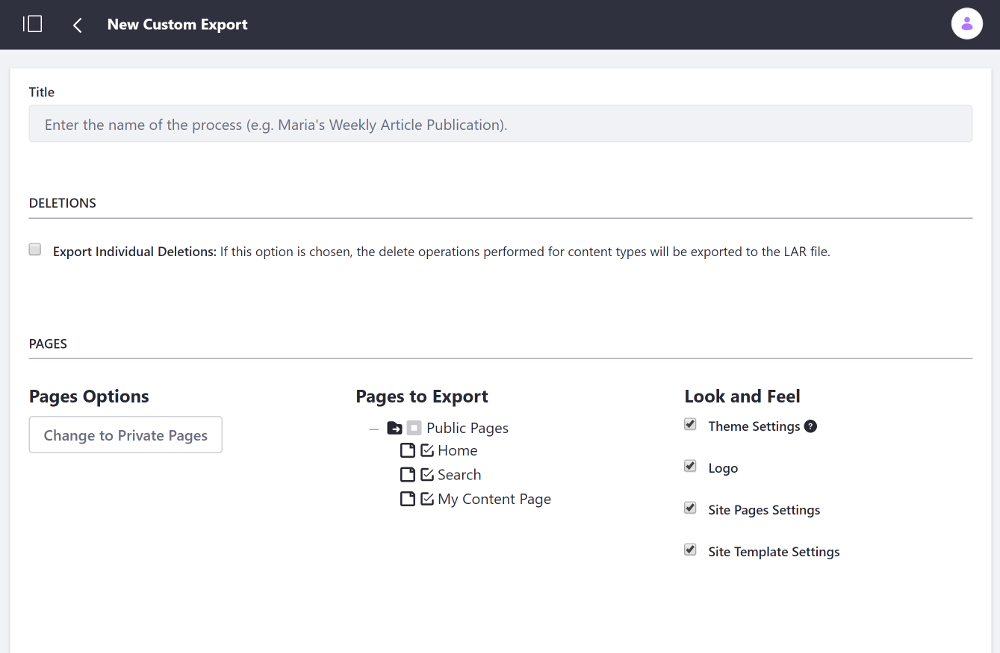 New Custom Export
Title
Enter the name of the process (e.g. Maria's Weekly Article Publication).
DELETIONS
Export Individual Deletions: If this option is chosen, the delete operations performed for content types will be exported to the LAR file.
PAGES
Pages Options
Change to Private Pages
Pages to Export
Public Pages
Home
Search
My Content Page
Look and Feel
Theme Settings ?
Logo
Site Pages Settings
Site Template Settings